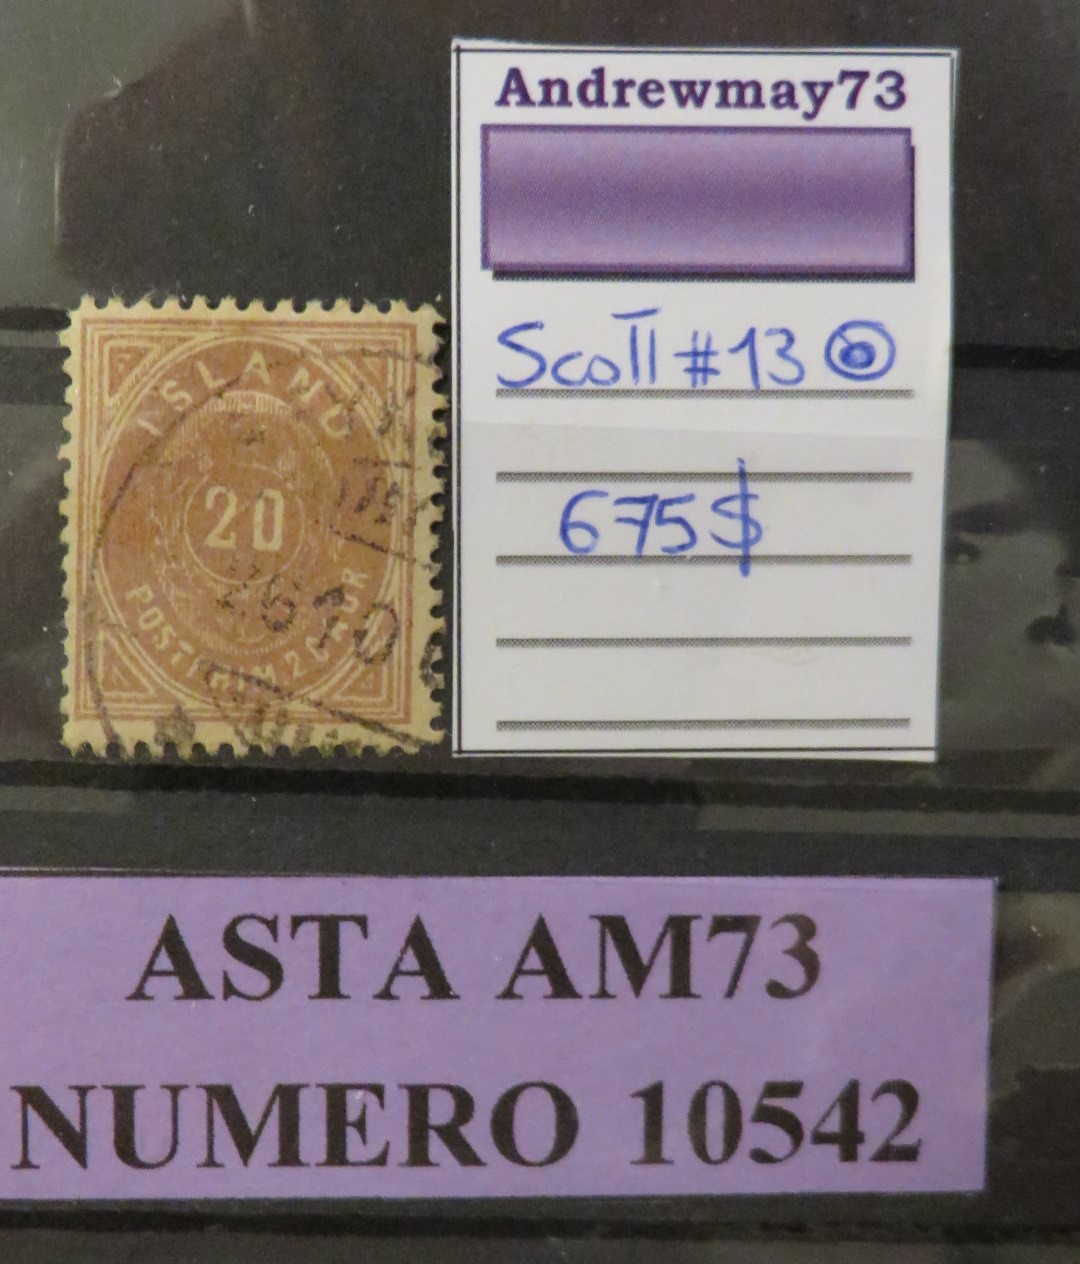 Andrewmay73
ISLAND
20
POSTFRIM 20 AUR
Scott #13
675$
ASTA AM73
NUMERO 10542